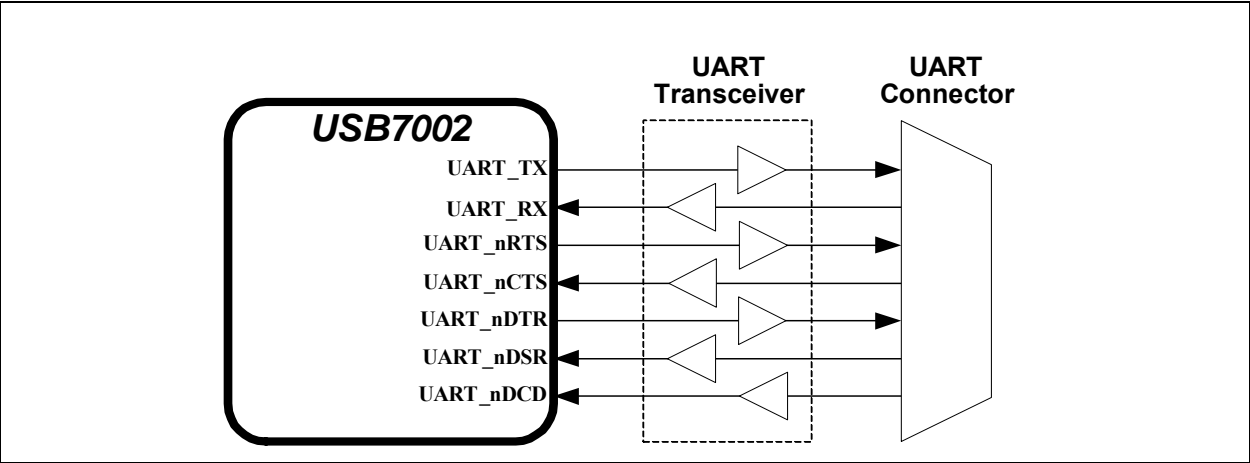 UART
Transceiver
UART
Connector
USB7002
UART_TX
UART_RX
UART_nRTS
UART_nCTS
UART_nDTR
UART_nDSR
UART_nDCD